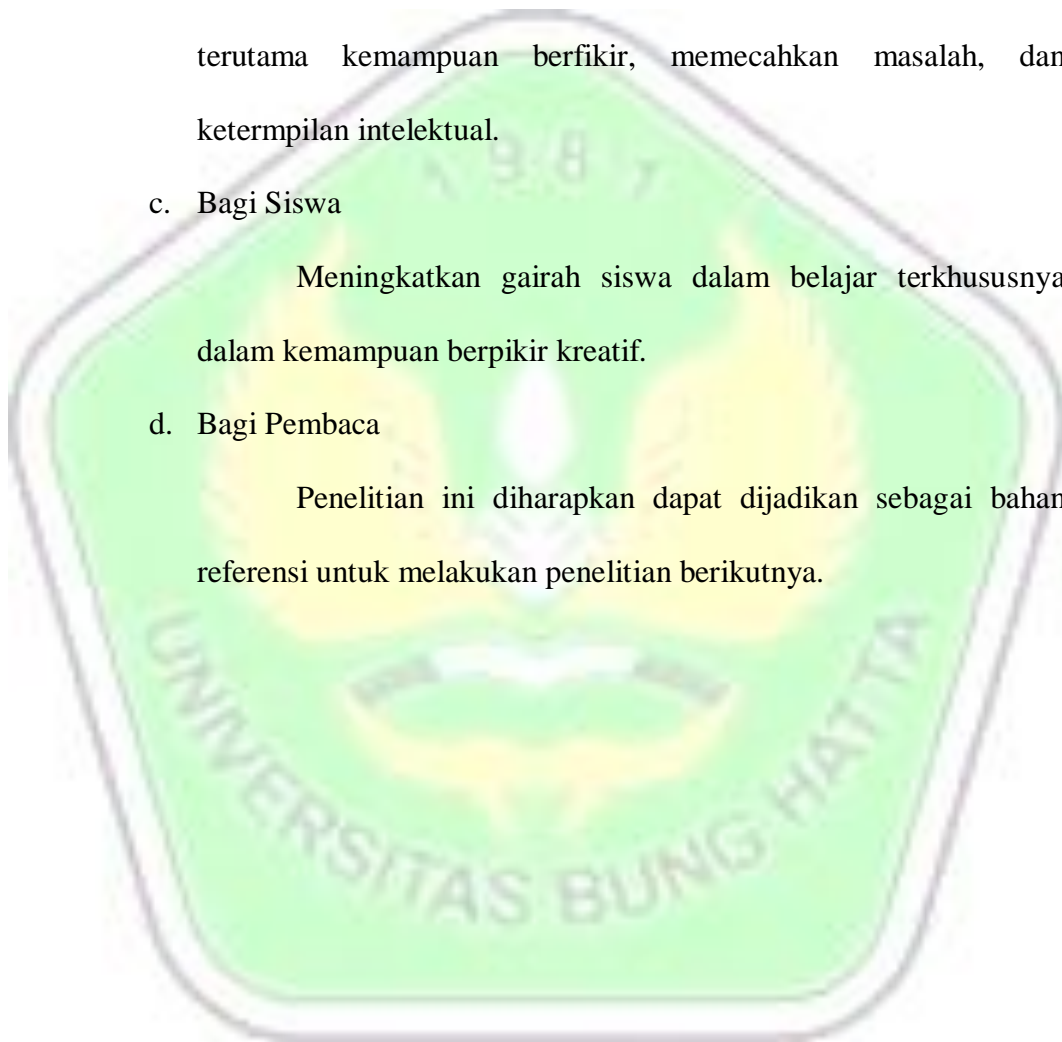 terutama kemampuan berfikir, memecahkan masalah, dan
ketermpilan intelektual.
1981
c. Bagi Siswa
Meningkatkan gairah siswa dalam belajar terkhususnya
dalam kemampuan berpikir kreatif.
d. Bagi Pembaca
Penelitian ini diharapkan dapat dijadikan sebagai bahan
referensi untuk melakukan penelitian berikutnya.
UNIVERSITAS BUNG HATTA